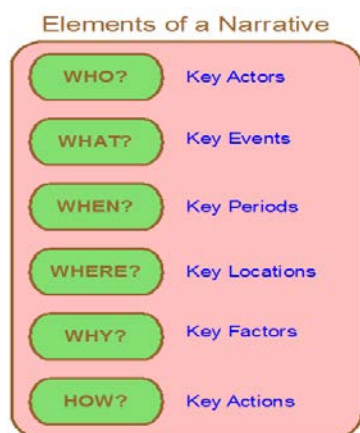 Elements of a Narrative
WHO? Key Actors
WHAT? Key Events
WHEN? Key Periods
WHERE? Key Locations
WHY? Key Factors
HOW? Key Actions